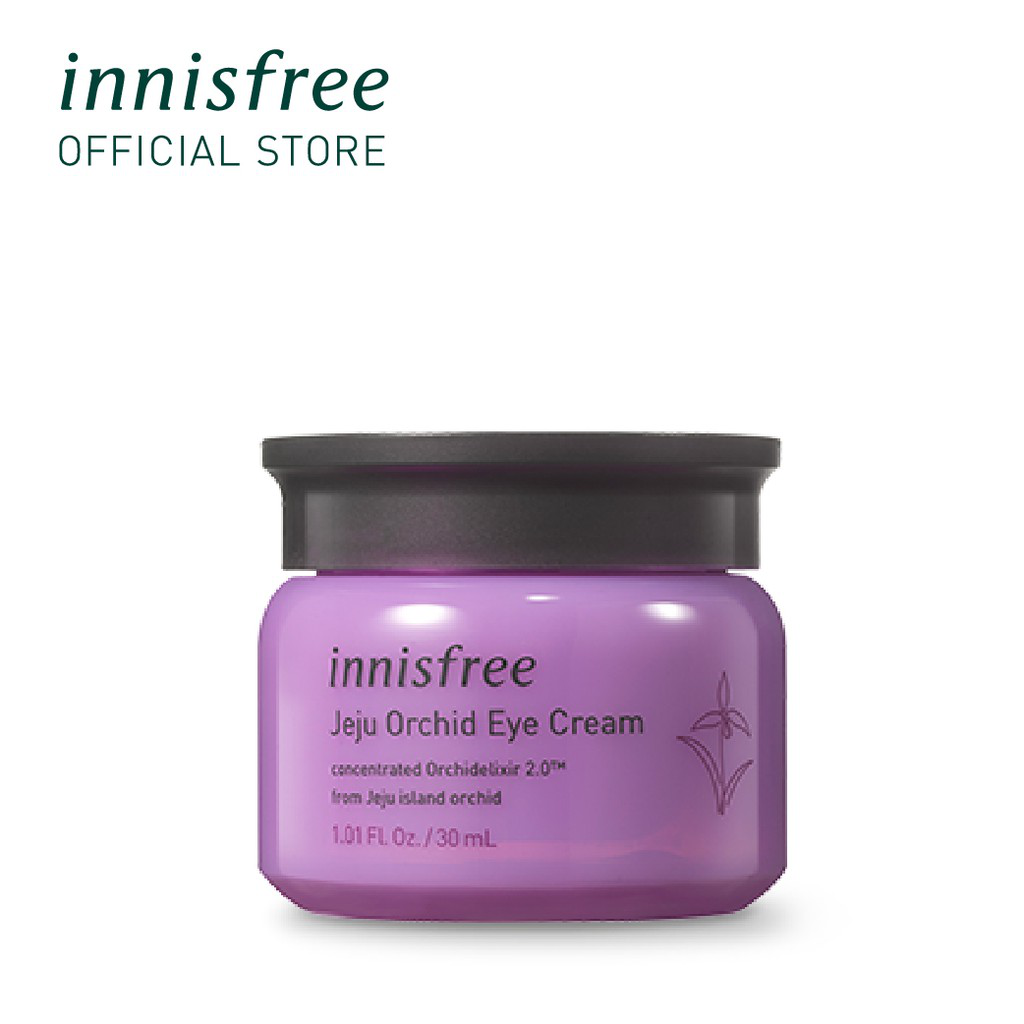 innisfree
OFFICIAL STORE
innisfree
Jeju Orchid Eye Cream
concentrated Orchidelixir 2.0™
from Jeju island orchid
1.01 Fl. Oz. / 30 mL